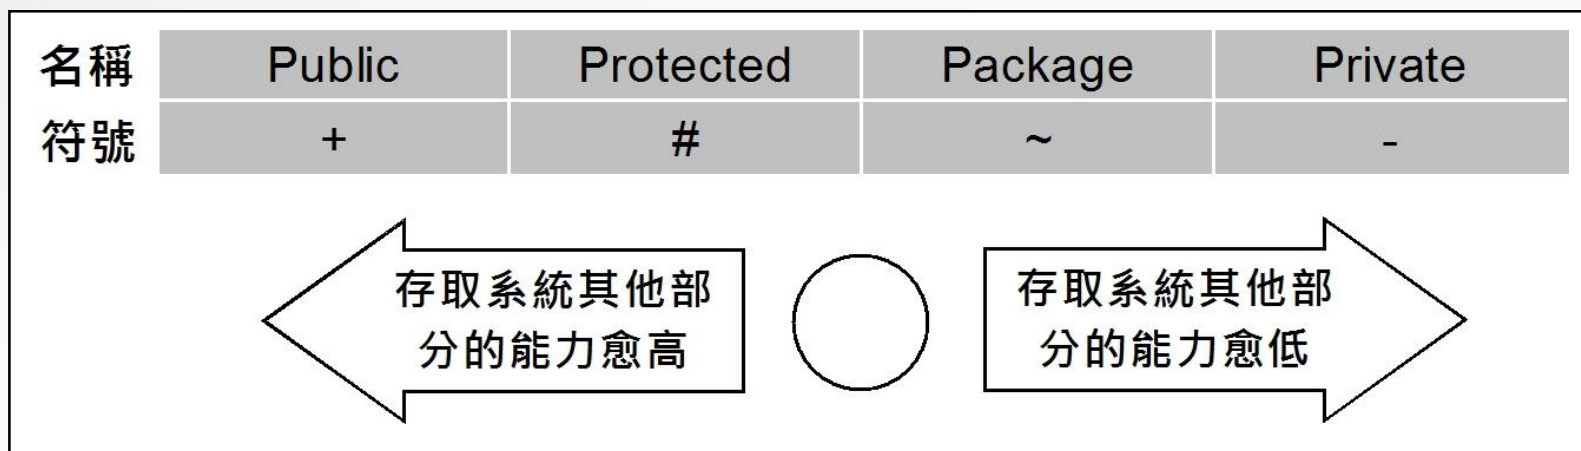 名稱 Public Protected Package Private
符號 + # ~ -
存取系統其他部
分的能力愈高
存取系統其他部
分的能力愈低